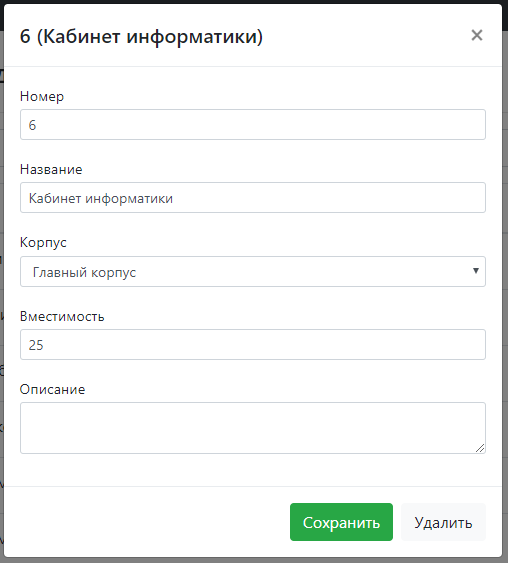 6 (Кабинет информатики)
×
Номер
6
Название
Кабинет информатики
Корпус
Главный корпус
Вместимость
25
Описание
Сохранить Удалить